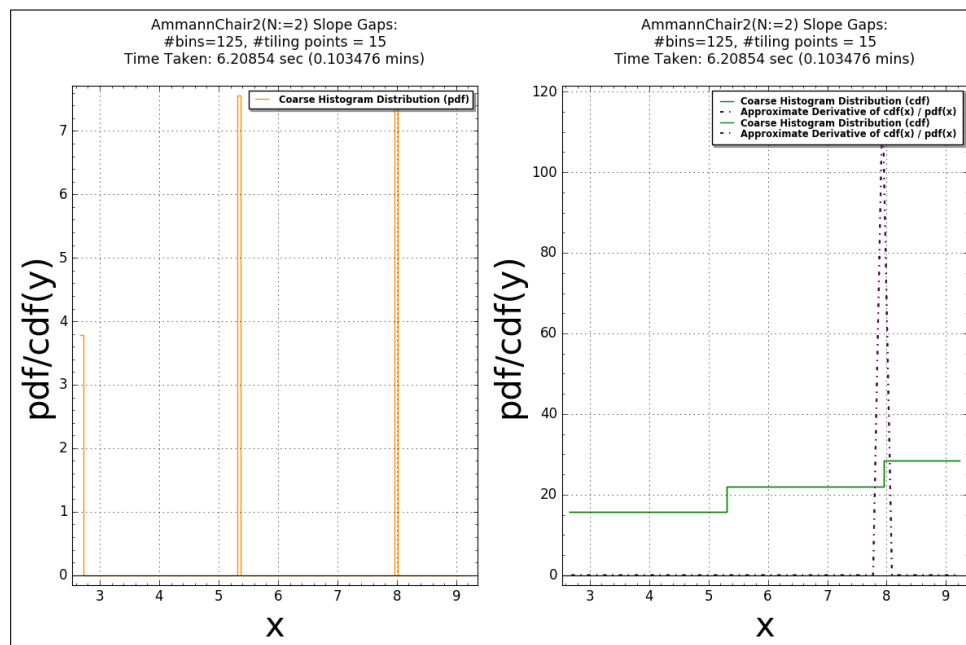 AmmannChair2(N:=2) Slope Gaps:
#bins=125, #tiling points = 15
Time Taken: 6.20854 sec (0.103476 mins)
Coarse Histogram Distribution (pdf)
pdf/cdf(y)
7
6
5
4
3
2
1
0
3 4 5 6 7 8 9
x
AmmannChair2(N:=2) Slope Gaps:
#bins=125, #tiling points = 15
Time Taken: 6.20854 sec (0.103476 mins)
Coarse Histogram Distribution (cdf)
Approximate Derivative of cdf(x) / pdf(x)
Coarse Histogram Distribution (cdf)
Approximate Derivative of cdf(x) / pdf(x)
pdf/cdf(y)
120
100
80
60
40
20
0
3 4 5 6 7 8 9
x